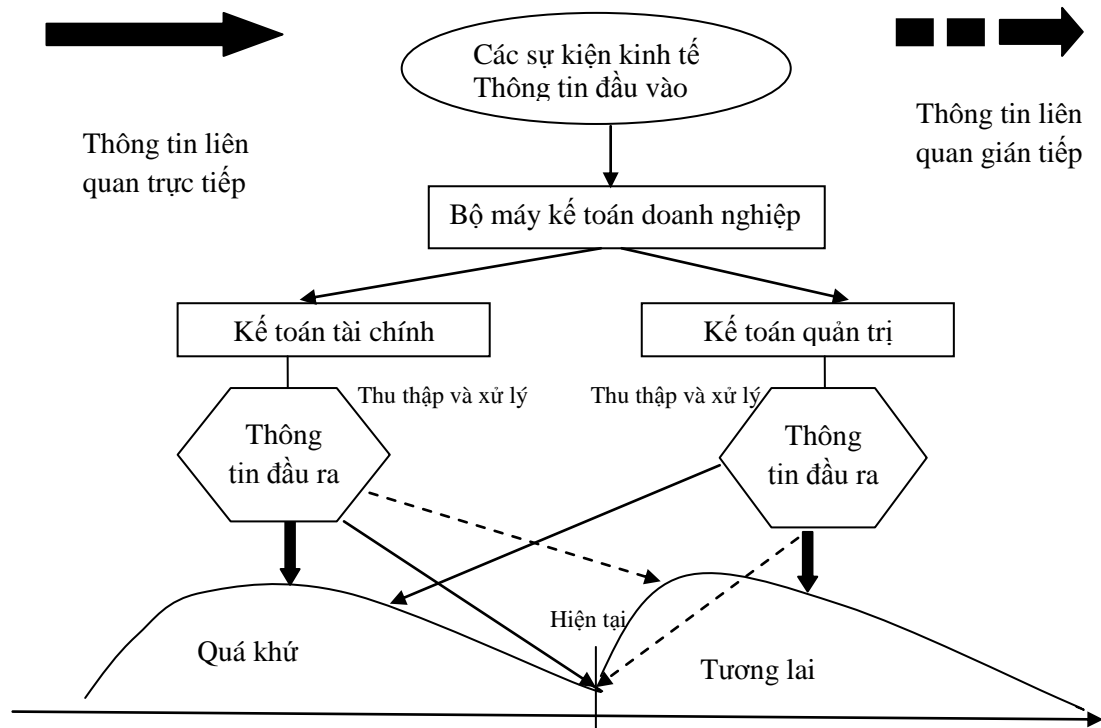 Các sự kiện kinh tế
Thông tin đầu vào
Thông tin liên
quan trực tiếp
Thông tin liên
quan gián tiếp
Bộ máy kế toán doanh nghiệp
Kế toán tài chính
Kế toán quản trị
Thu thập và xử lý
Thu thập và xử lý
Thông
tin đầu ra
Thông
tin đầu ra
Hiện tại
Quá khứ
Tương lai